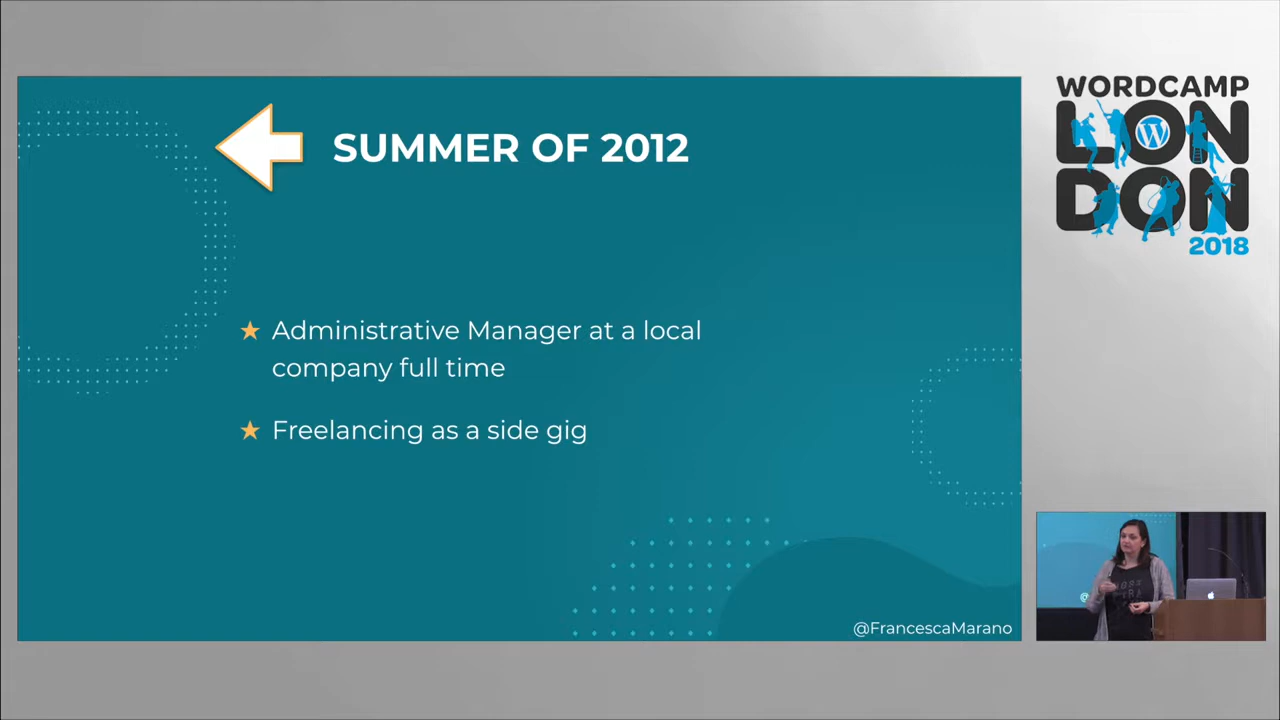 SUMMER OF 2012
★ Administrative Manager at a local
company full time
★ Freelancing as a side gig
@FrancescaMarano
WORDCAMP
LON
DON
2018